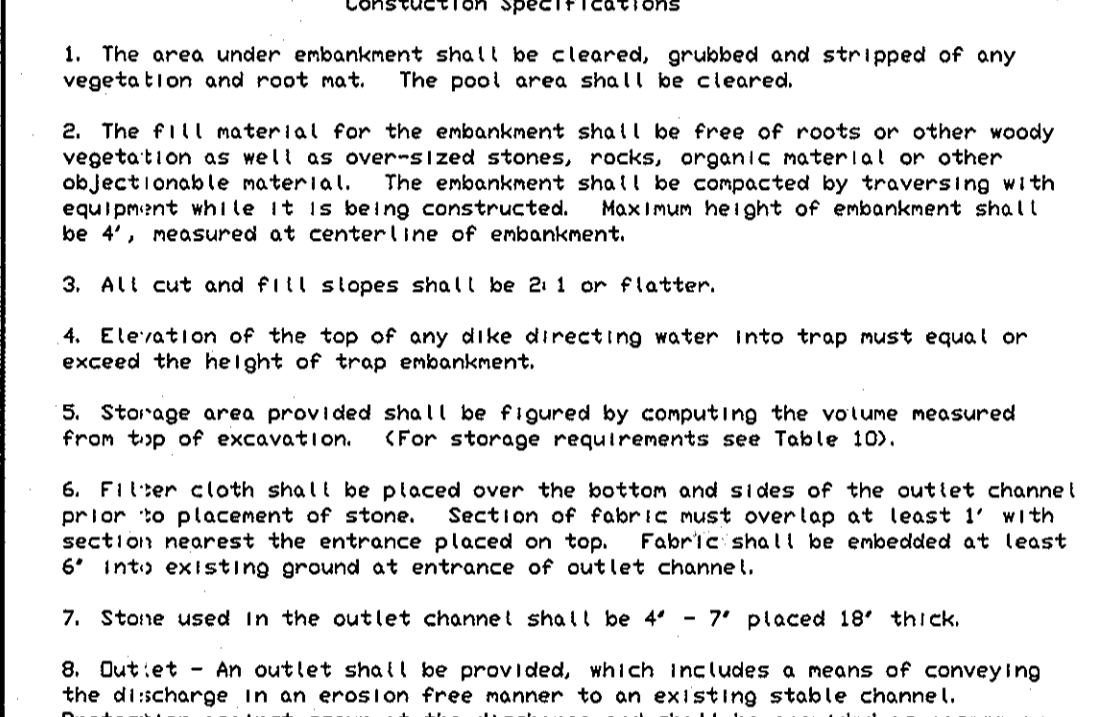 Constuction Specifications
1. The area under embankment shall be cleared, grubbed and stripped of any
vegetation and root mat. The pool area shall be cleared.
2. The fill material for the embankment shall be free of roots or other woody
vegetation as well as over-sized stones, rocks, organic material or other
objectionable material. The embankment shall be compacted by traversing with
equipment while it is being constructed. Maximum height of embankment shall
be 4', measured at centerline of embankment.
3. All cut and fill slopes shall be 2:1 or flatter.
4. Elevation of the top of any dike directing water into trap must equal or
exceed the height of trap embankment.
5. Storage area provided shall be figured by computing the volume measured
from top of excavation. (For storage requirements see Table 10).
6. Filter cloth shall be placed over the bottom and sides of the outlet channel
prior to placement of stone. Section of fabric must overlap at least 1' with
section nearest the entrance placed on top. Fabric shall be embedded at least
6" into existing ground at entrance of outlet channel.
7. Stone used in the outlet channel shall be 4" - 7" placed 18" thick.
8. Outlet - An outlet shall be provided, which includes a means of conveying
the discharge in an erosion free manner to an existing stable channel.